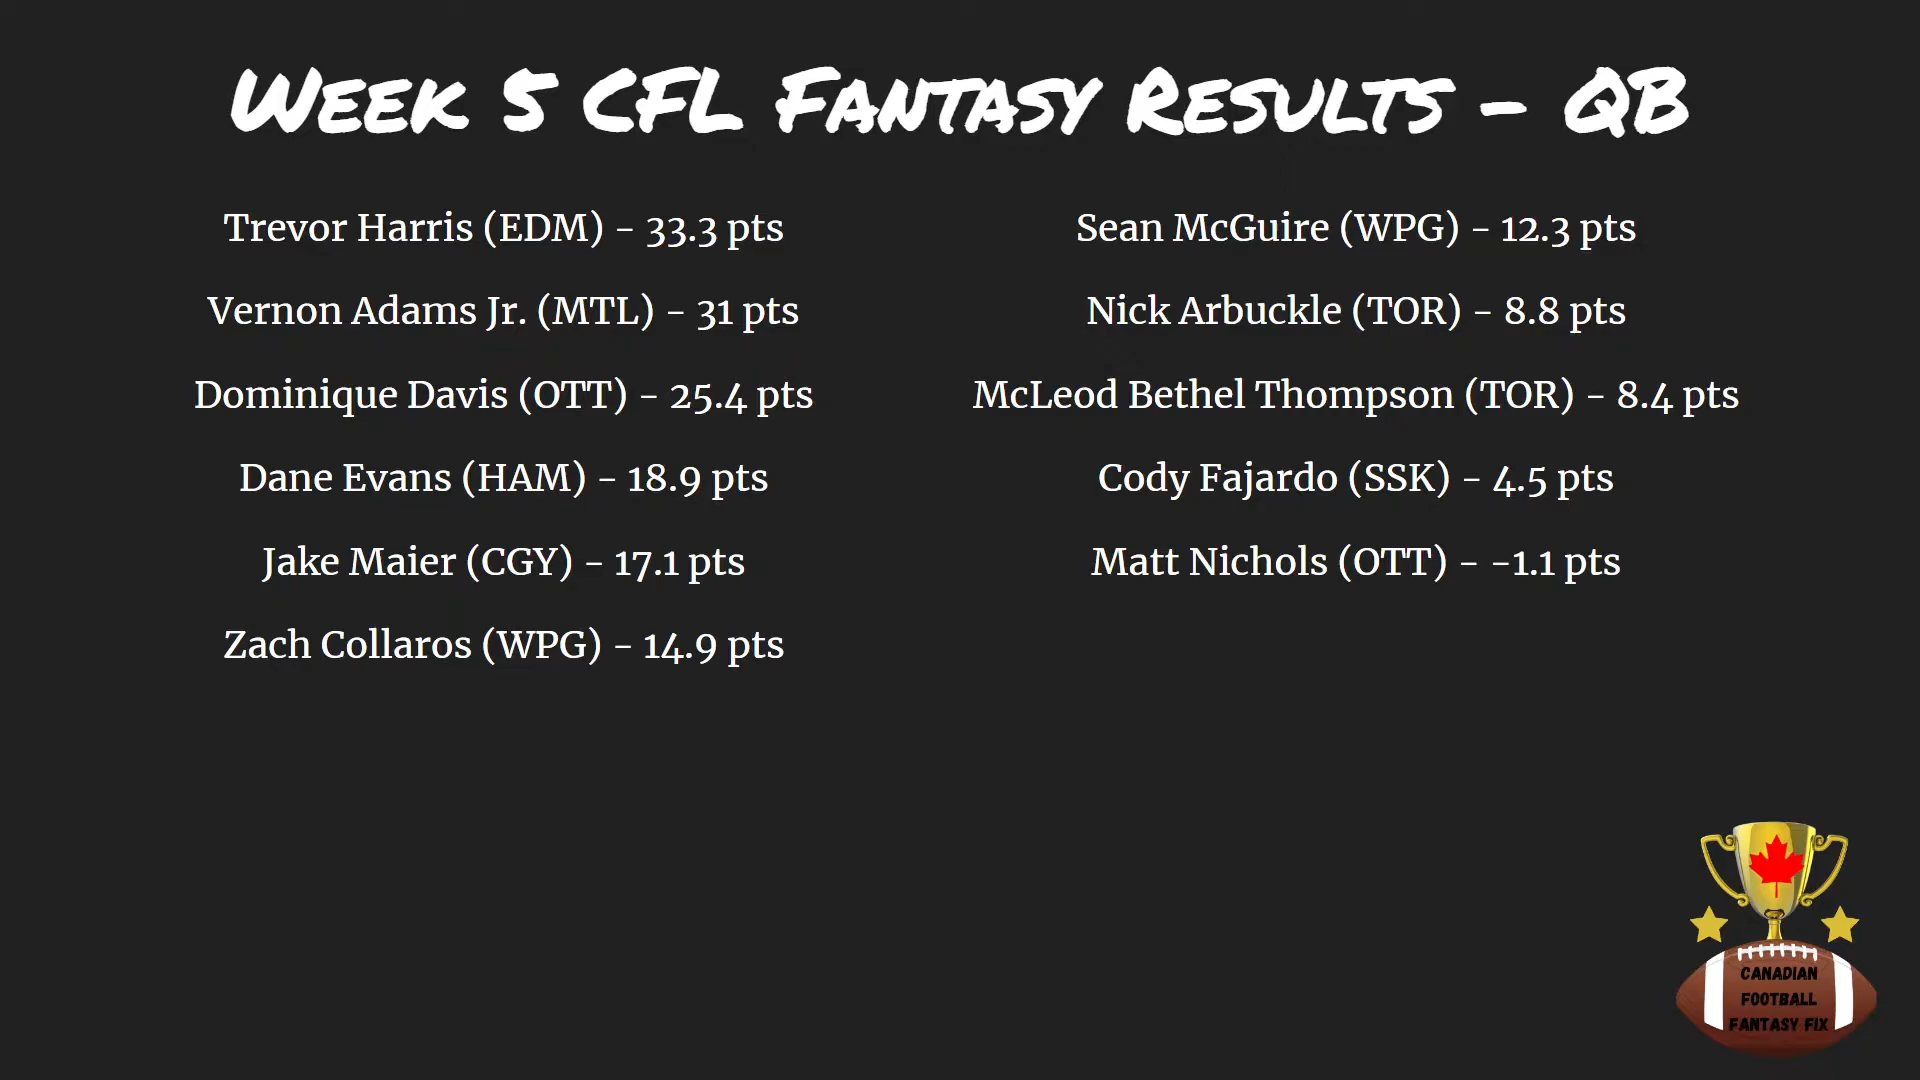 Week 5 CFL Fantasy Results - QB
Trevor Harris (EDM) - 33.3 pts
Vernon Adams Jr. (MTL) - 31 pts
Dominique Davis (OTT) - 25.4 pts
Dane Evans (HAM) - 18.9 pts
Jake Maier (CGY) - 17.1 pts
Zach Collaros (WPG) - 14.9 pts
Sean McGuire (WPG) - 12.3 pts
Nick Arbuckle (TOR) - 8.8 pts
McLeod Bethel Thompson (TOR) - 8.4 pts
Cody Fajardo (SSK) - 4.5 pts
Matt Nichols (OTT) - -1.1 pts
CANADIAN
FOOTBALL
FANTASY FIX